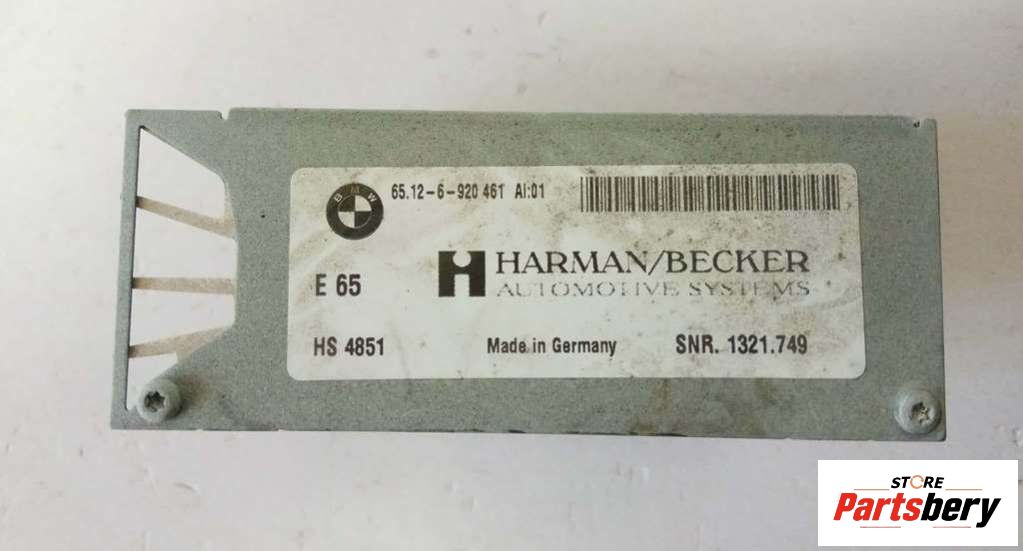 BMW
65.12-6-920 461 AI:01
HARMAN/BECKER
AUTOMOTIVE SYSTEMS
E 65
HS 4851 Made in Germany SNR. 1321.749
STORE
Partsbery